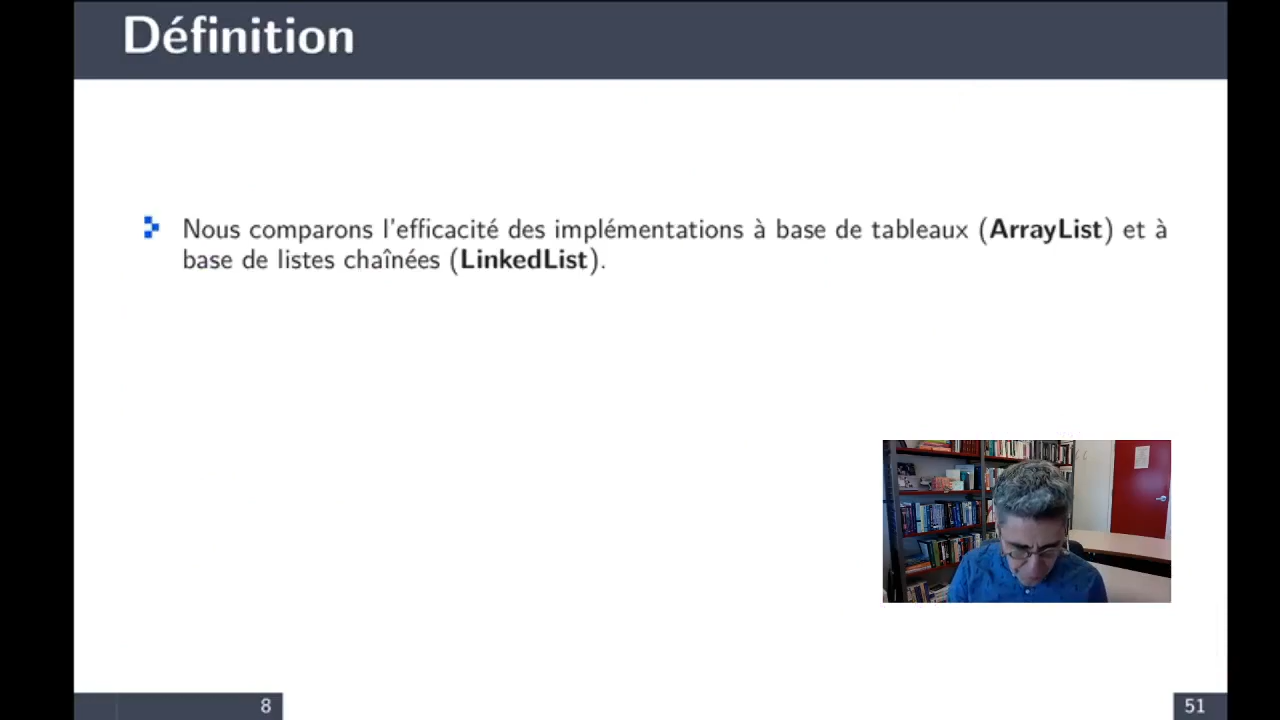 Définition
Nous comparons l'efficacité des implémentations à base de tableaux (ArrayList) et à
base de listes chaînées (LinkedList).
8
51